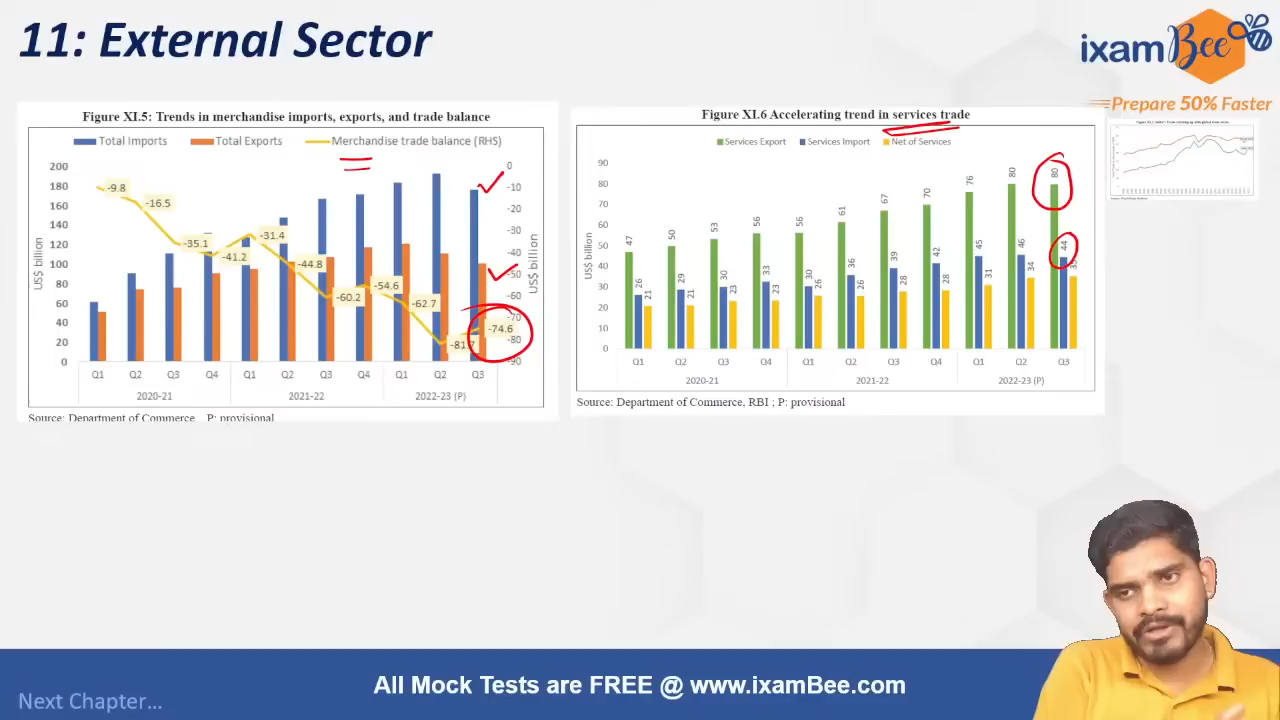 11: External Sector
ixamBee
Prepare 50% Faster
Figure XI.5: Trends in merchandise imports, exports, and trade balance
Total Imports Total Exports Merchandise trade balance (RHS)
200
180
160
140
120
100
80
60
40
20
0
US$ billion
-9.8
-16.5
-35.1
-41.2
-31.4
-44.8
-60.2
-54.6
-62.7
-81.7
-74.6
0
-10
-20
-30
-40
-50
-60
-70
-80
-90
US$ billion
Q1 Q2 Q3 Q4 Q1 Q2 Q3 Q4 Q1 Q2 Q3
2020-21 2021-22 2022-23 (P)
Source: Department of Commerce P: provisional
Figure XI.6 Accelerating trend in services trade
Services Export Services Import Net of Services
90
80
70
60
50
40
30
20
10
0
US$ billion
47 26 21
50 29 21
53 30 23
56 33 23
56 30 26
61 36 26
67 39 28
70 42 28
76 45 31
80 46 34
80 44 35
Q1 Q2 Q3 Q4 Q1 Q2 Q3 Q4 Q1 Q2 Q3
2020-21 2021-22 2022-23 (P)
Source: Department of Commerce, RBI ; P: provisional
All Mock Tests are FREE @ www.ixamBee.com
Next Chapter...